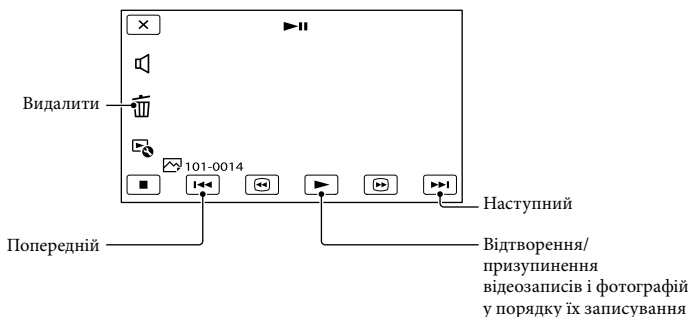 Видалити
101-0014
Наступний
Попередній
Відтворення/
призупинення
відеозаписів і фотографій
у порядку їх записування